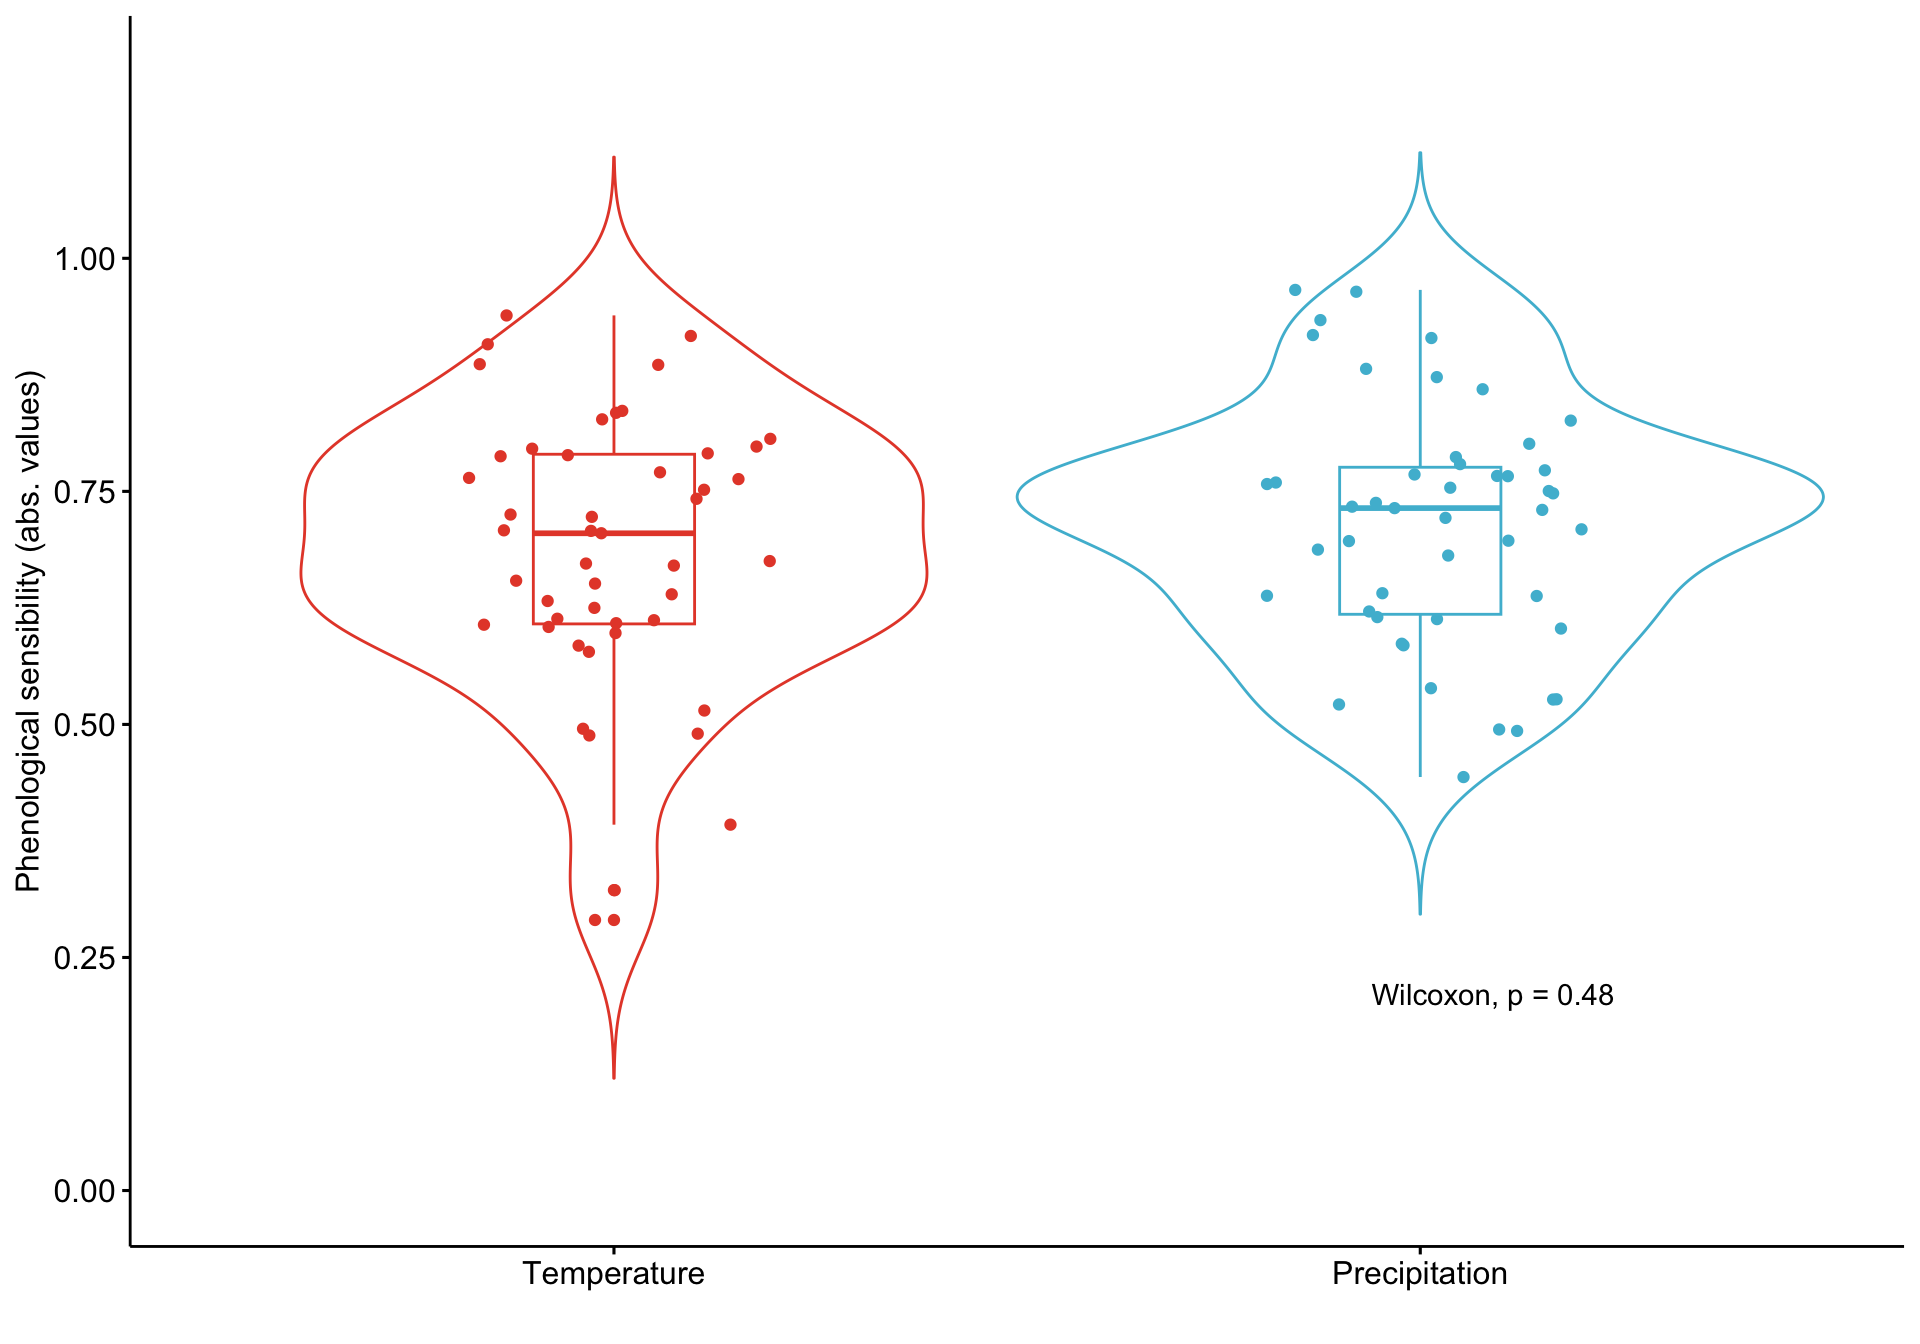 Phenological sensibility (abs. values)
1.00
0.75
0.50
0.25
0.00
Wilcoxon, p = 0.48
Temperature
Precipitation